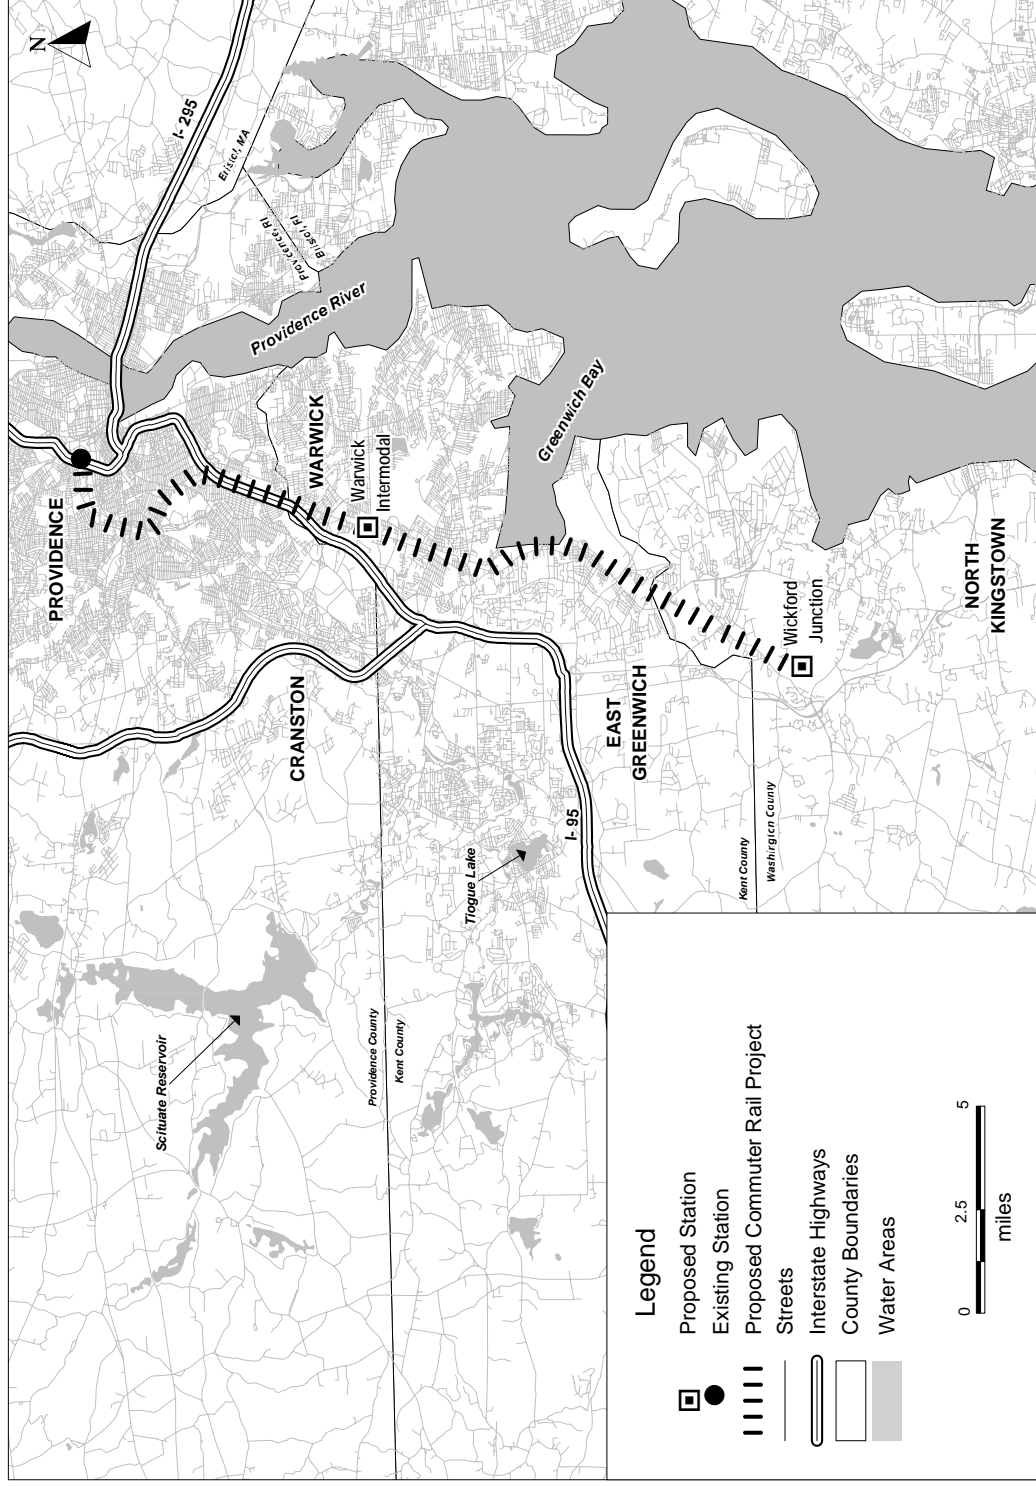 N
I-295
Bristol, MA
Providence, RI
Bristol, RI
Providence River
PROVIDENCE
WARWICK
Warwick
Intermodal
Greenwich Bay
CRANSTON
EAST
GREENWICH
Wickford
Junction
NORTH
KINGSTOWN
I-95
Tiogue Lake
Kent County
Washington County
Scituate Reservoir
Providence County
Kent County
Legend
Proposed Station
Existing Station
Proposed Commuter Rail Project
Streets
Interstate Highways
County Boundaries
Water Areas
0 2.5 5
miles